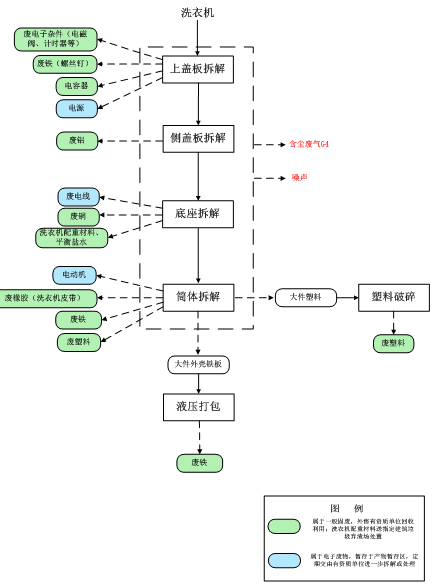 洗衣机
废电子杂件（电磁
阀、计时器等）
废铁（螺丝钉）
电容器
电源
上盖板拆解
废铝
侧盖板拆解
含尘废气G4
噪声
废电线
废铜
洗衣机配重材料、
平衡盐水
底座拆解
电动机
废橡胶（洗衣机皮带）
废铁
废塑料
筒体拆解
大件塑料
塑料破碎
废塑料
大件外壳铁板
液压打包
废铁
图 例
属于一般固废，外售有资质单位回收
利用；洗衣机配重材料送指定建筑垃
圾弃渣场处置
属于电子废物，暂存于产物暂存区，定
期交由有资质单位进一步拆解或处理